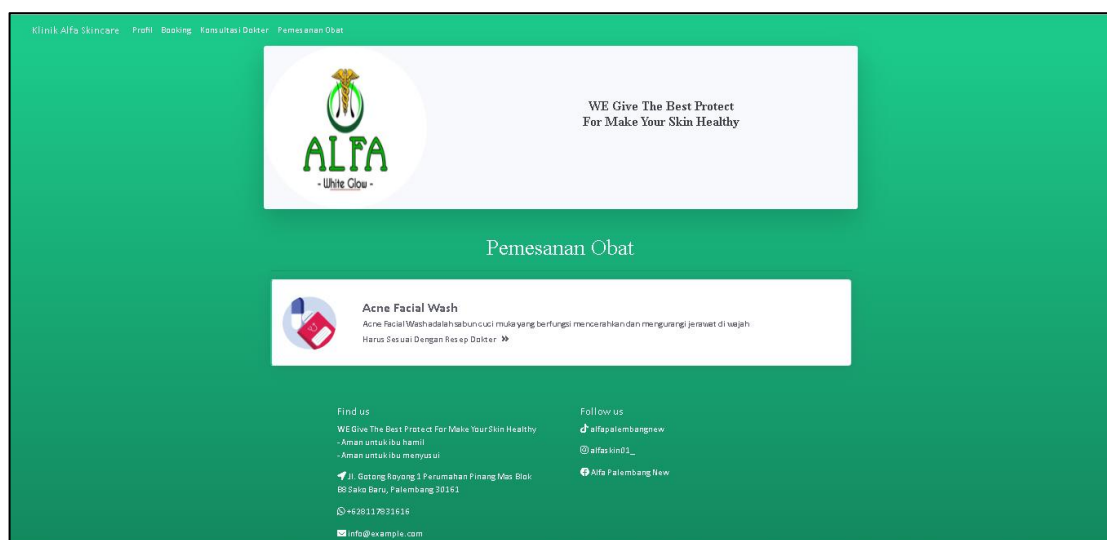 Klinik Alfa Skincare Profil Booking Konsultasi Dokter Pemesanan Obat
ALFA
- White Glow -
WE Give The Best Protect
For Make Your Skin Healthy
Pemesanan Obat
Acne Facial Wash
Acne Facial Wash adalah sabun cuci muka yang berfungsi mencerahkan dan mengurangi jerawat di wajah
Harus Sesuai Dengan Resep Dokter »
Find us
WE Give The Best Protect For Make Your Skin Healthy
- Aman untuk ibu hamil
- Aman untuk ibu menyusui
Jl. Gotong Royong 1 Perumahan Pinang Mas Blok
B8 Sako Baru, Palembang 30161
+628117831616
info@example.com
Follow us
alfapalembangnew
alfaskin01_
Alfa Palembang New